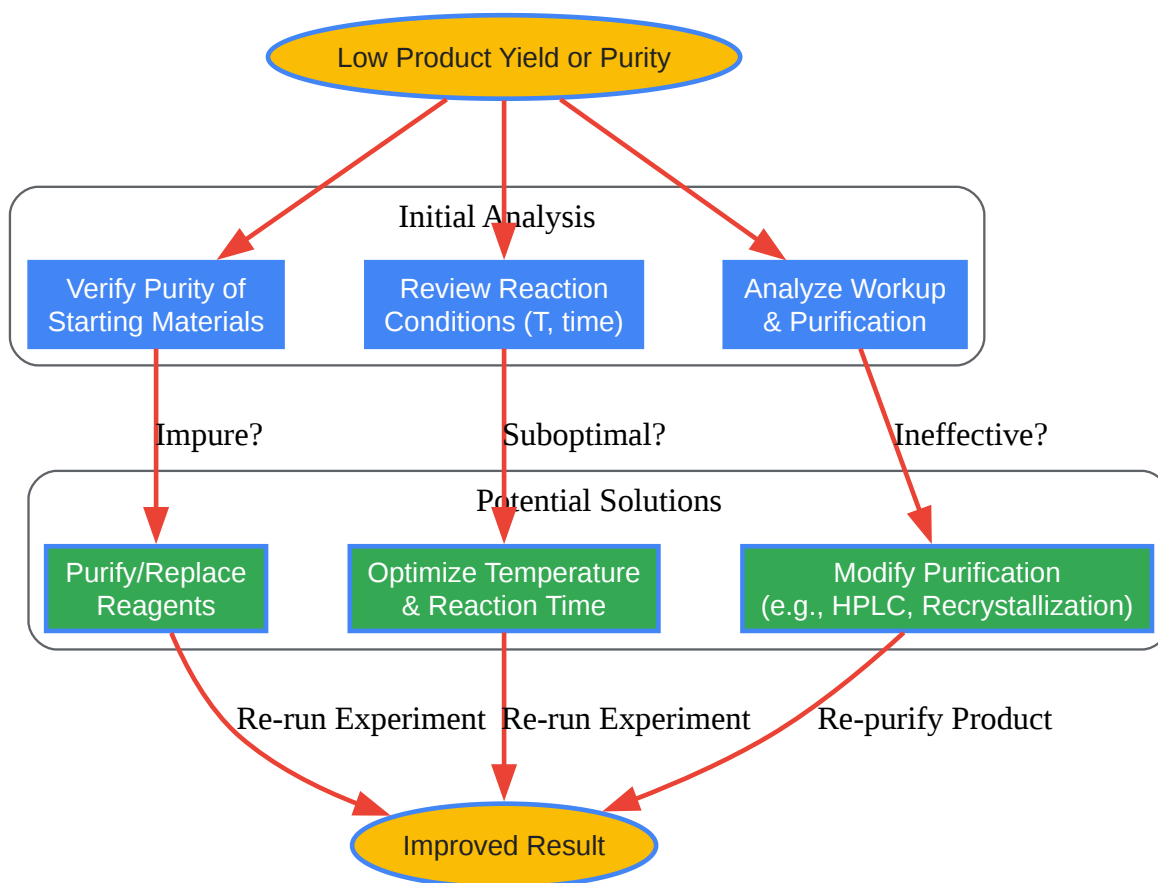 Low Product Yield or Purity
Initial Analysis
Verify Purity of
Starting Materials
Review Reaction
Conditions (T, time)
Analyze Workup
& Purification
Impure?
Suboptimal?
Ineffective?
Potential Solutions
Purify/Replace
Reagents
Optimize Temperature
& Reaction Time
Modify Purification
(e.g., HPLC, Recrystallization)
Re-run Experiment
Re-run Experiment
Re-purify Product
Improved Result